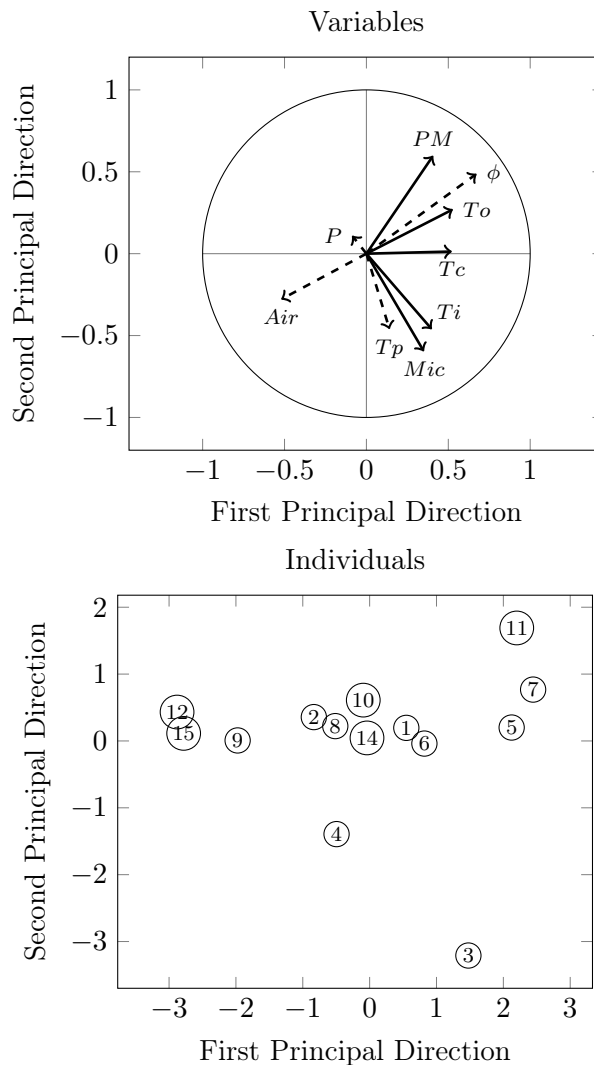 Variables
Second Principal Direction
1
0.5
0
−0.5
−1
PM
ϕ
To
P
Tc
Air
Ti
Tp
Mic
−1 −0.5 0 0.5 1
First Principal Direction
Individuals
Second Principal Direction
2
1
0
−1
−2
−3
11
7
12
2
10
8
1
5
15
9
14
6
4
3
−3 −2 −1 0 1 2 3
First Principal Direction